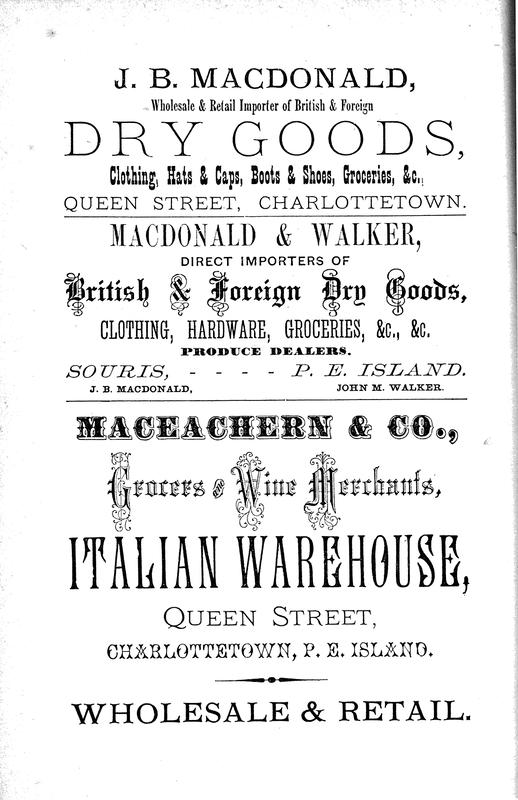 J. B. MACDONALD,
Wholesale & Retail Importer of British & Foreign
DRY GOODS,
Clothing, Hats & Caps, Boots & Shoes, Groceries, &c.,
QUEEN STREET, CHARLOTTETOWN.
MACDONALD & WALKER,
DIRECT IMPORTERS OF
British & Foreign Dry Goods,
CLOTHING, HARDWARE, GROCERIES, &c., &c.
PRODUCE DEALERS.
SOURIS, - - - - P. E. ISLAND.
J. B. MACDONALD, JOHN M. WALKER.
MACEACHERN & CO.,
Grocers and Wine Merchants,
ITALIAN WAREHOUSE,
QUEEN STREET,
CHARLOTTETOWN, P. E. ISLAND.
WHOLESALE & RETAIL.